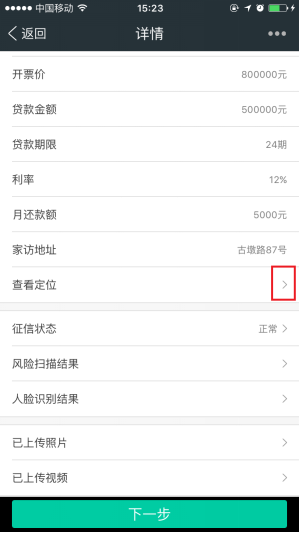 中国移动 15:23
返回 详情
开票价 800000元
贷款金额 500000元
贷款期限 24期
利率 12%
月还款额 5000元
家访地址 古墩路87号
查看定位
征信状态 正常
风险扫描结果
人脸识别结果
已上传照片
已上传视频
下一步